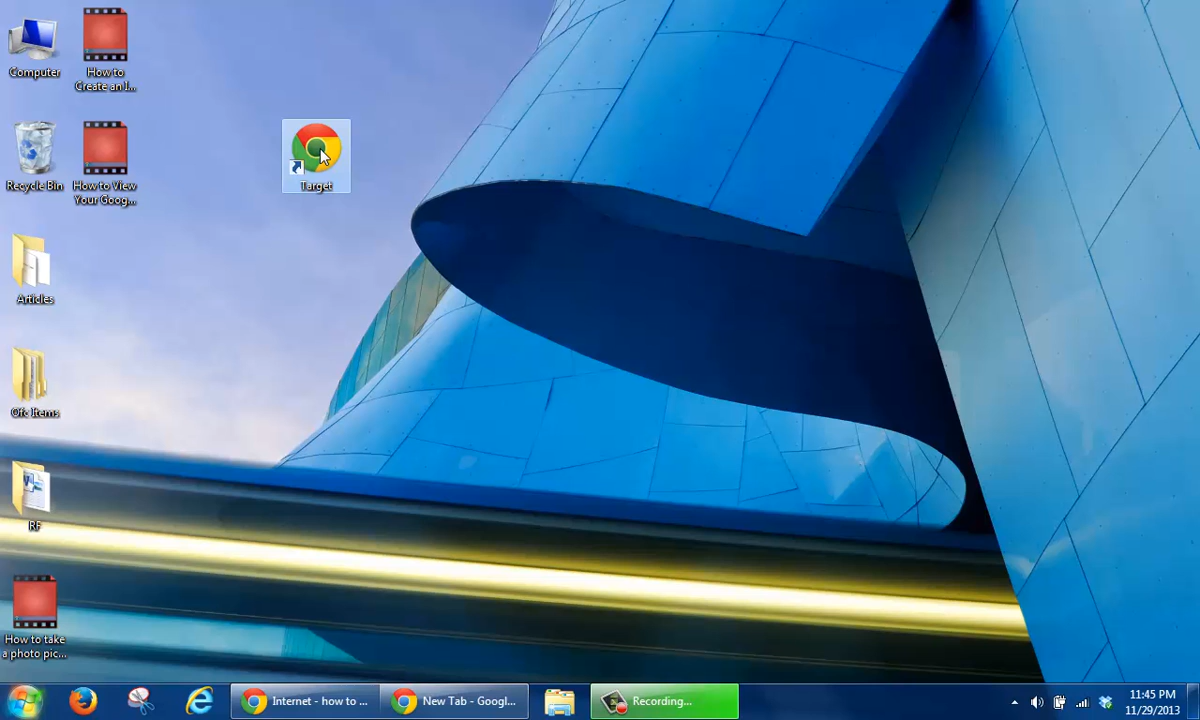 Computer
How to
Create an I...
Recycle Bin
How to View
Your Goog...
Target
Articles
Ofc Items
RF
How to take
a photo pic...
Internet - how to ...
New Tab - Googl...
Recording...
11:45 PM
11/29/2013